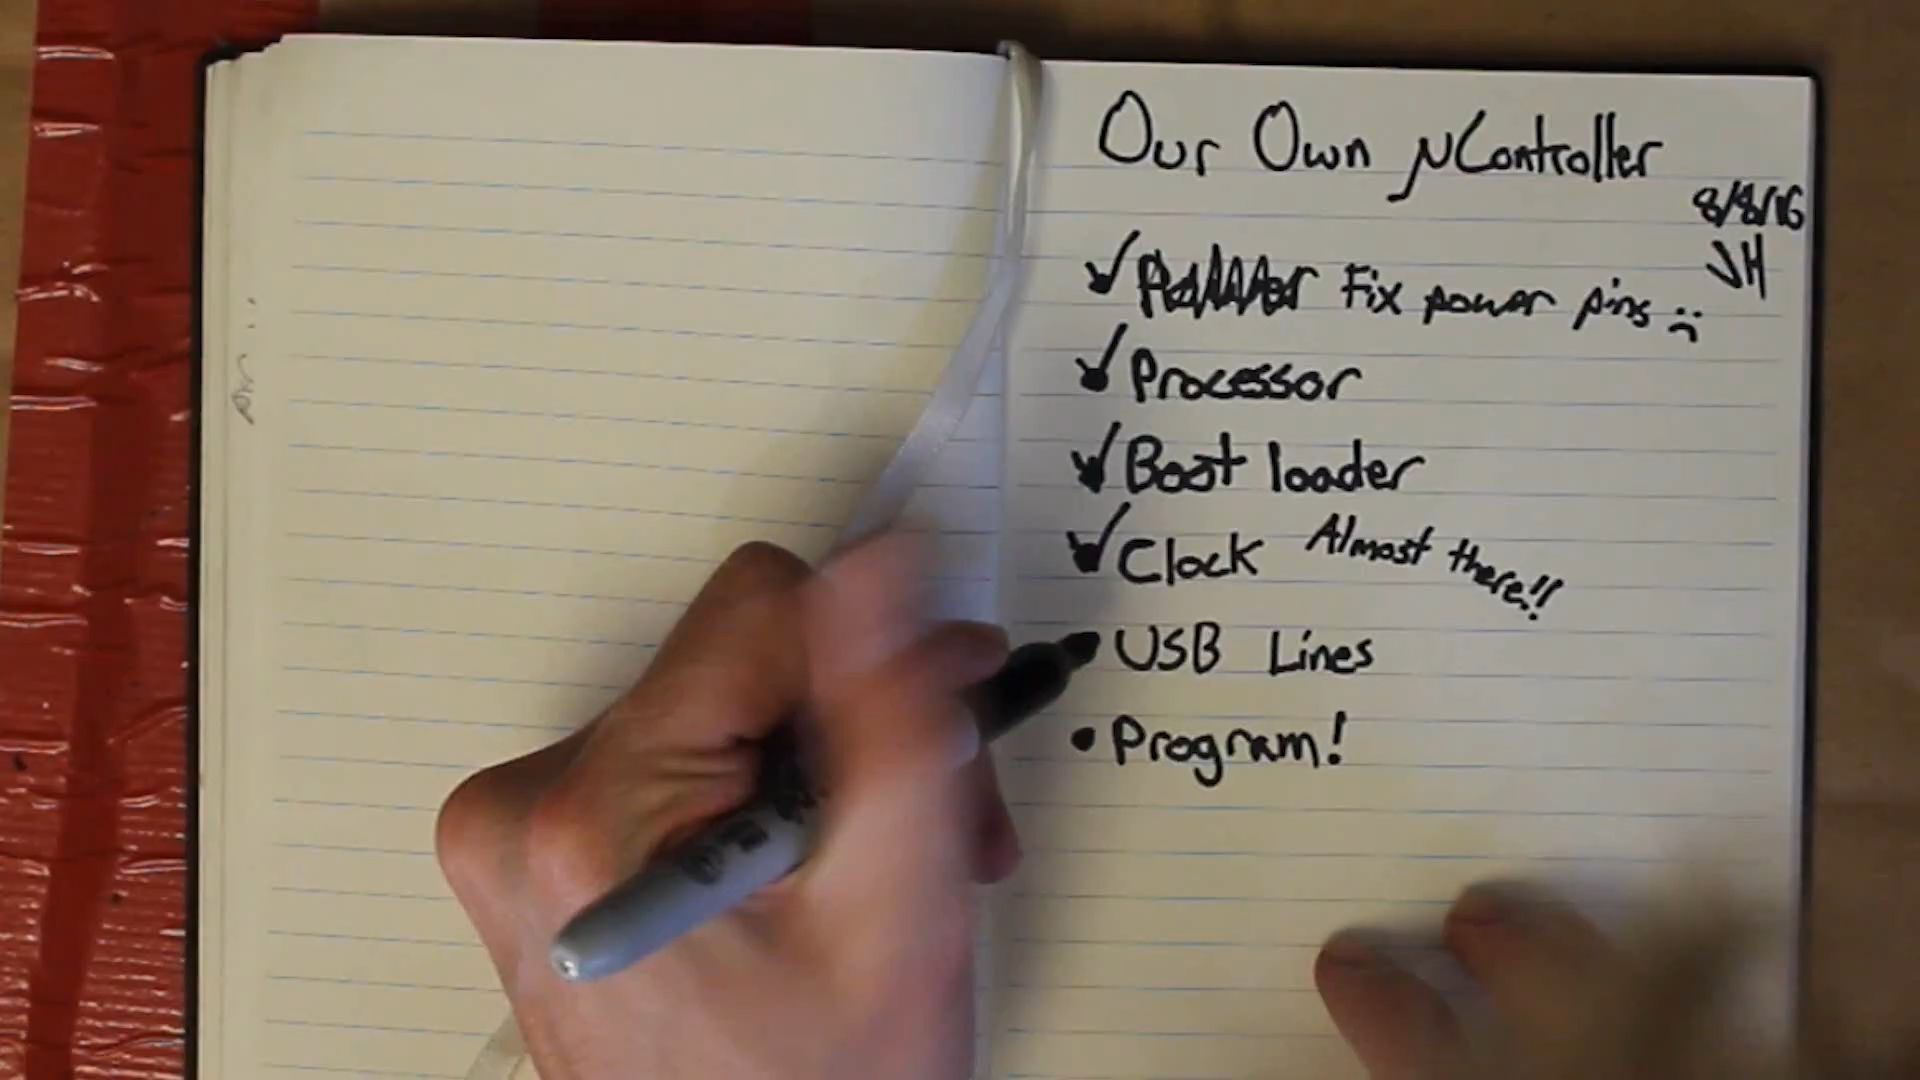 Our Own μController
8/8/16
JH
✓ Fix power pins :(
✓ Processor
✓ Boot loader
✓ Clock Almost there!!
USB Lines
• Program!